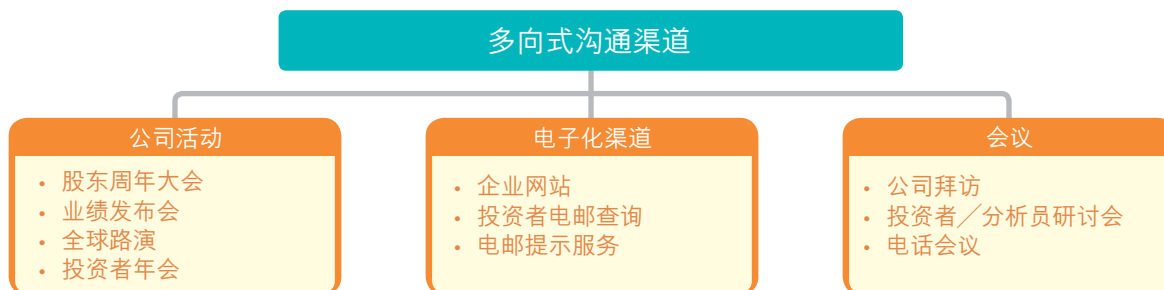 多向式沟通渠道
公司活动
• 股东周年大会
• 业绩发布会
• 全球路演
• 投资者年会
电子化渠道
• 企业网站
• 投资者电邮查询
• 电邮提示服务
会议
• 公司拜访
• 投资者／分析员研讨会
• 电话会议